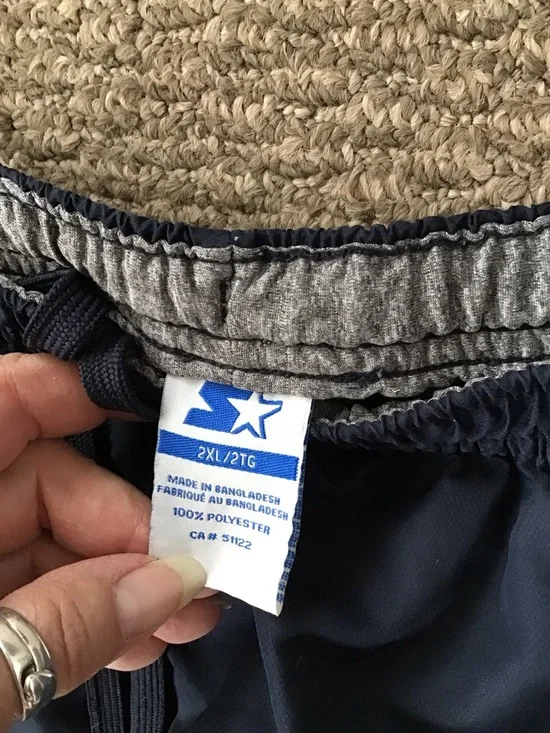 2XL/2TG
MADE IN BANGLADESH
FABRIQUÉ AU BANGLADESH
100% POLYESTER
CA# 51122